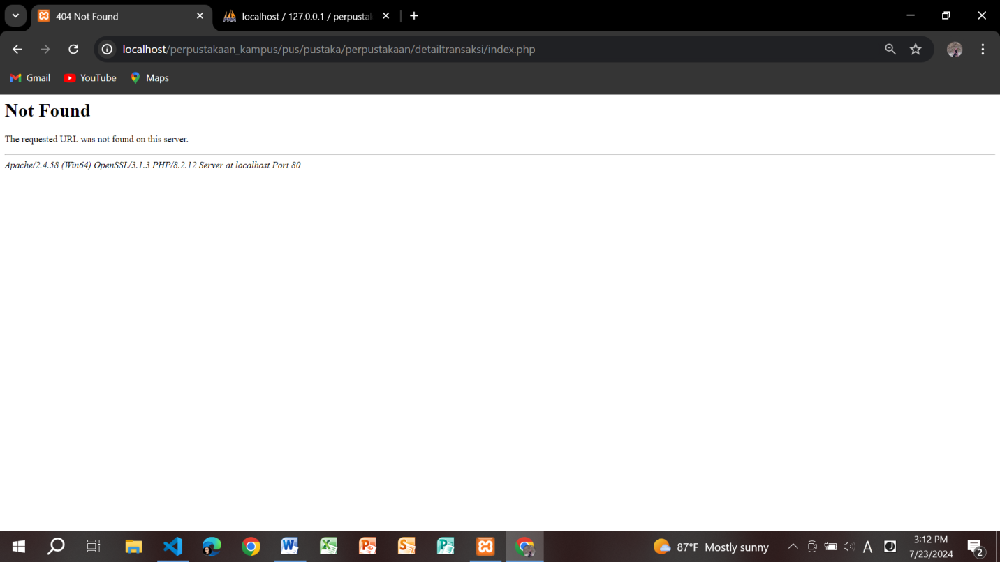 404 Not Found
localhost / 127.0.0.1 / perpusta
localhost/perpustakaan_kampus/pus/pustaka/perpustakaan/detailtransaksi/index.php
Gmail YouTube Maps
Not Found
The requested URL was not found on this server.
Apache/2.4.58 (Win64) OpenSSL/3.1.3 PHP/8.2.12 Server at localhost Port 80
87°F Mostly sunny
A
3:12 PM
7/23/2024
2